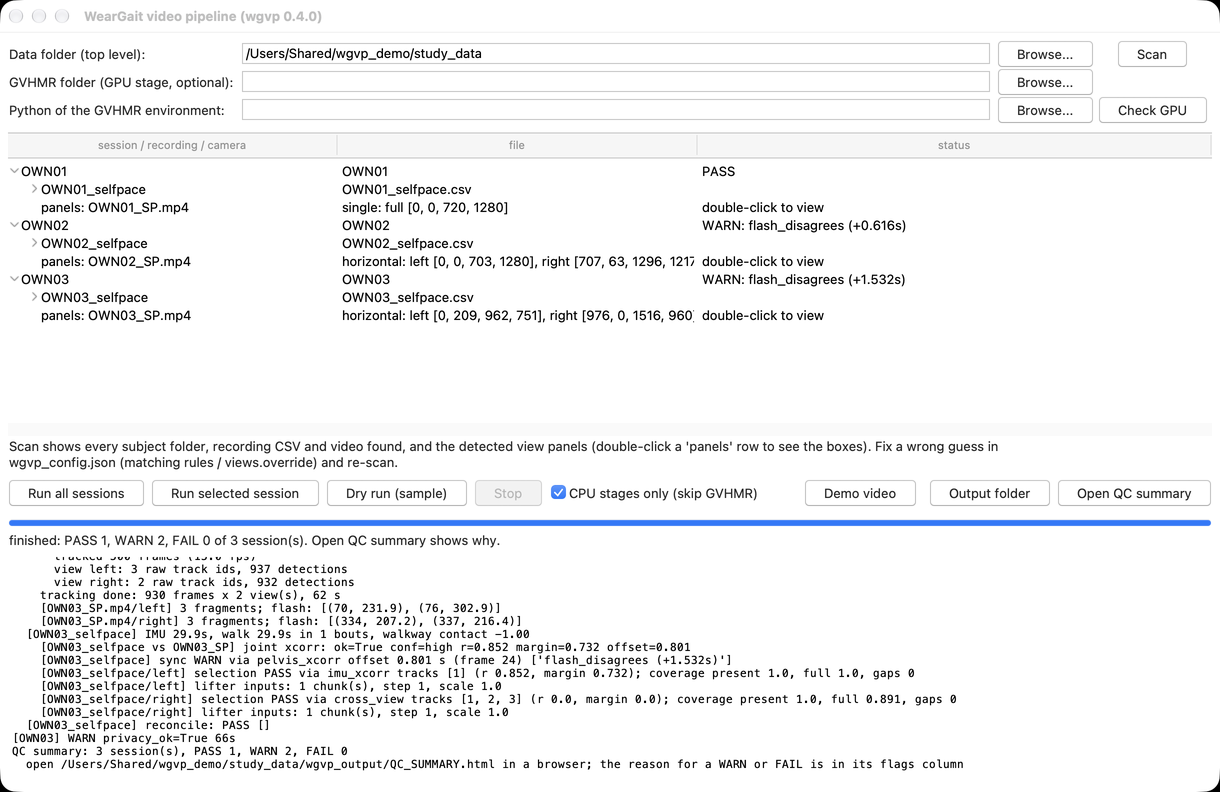 WearGait video pipeline (wgvp 0.4.0)
Data folder (top level): /Users/Shared/wgvp_demo/study_data Browse... Scan
GVHMR folder (GPU stage, optional): Browse...
Python of the GVHMR environment: Browse... Check GPU
session / recording / camera file status
OWN01 OWN01 PASS
OWN01_selfpace OWN01_selfpace.csv
panels: OWN01_SP.mp4 single: full [0, 0, 720, 1280] double-click to view
OWN02 OWN02 WARN: flash_disagrees (+0.616s)
OWN02_selfpace OWN02_selfpace.csv
panels: OWN02_SP.mp4 horizontal: left [0, 0, 703, 1280], right [707, 63, 1296, 1217 double-click to view
OWN03 OWN03 WARN: flash_disagrees (+1.532s)
OWN03_selfpace OWN03_selfpace.csv
panels: OWN03_SP.mp4 horizontal: left [0, 209, 962, 751], right [976, 0, 1516, 960] double-click to view
Scan shows every subject folder, recording CSV and video found, and the detected view panels (double-click a 'panels' row to see the boxes). Fix a wrong guess in
wgvp_config.json (matching rules / views.override) and re-scan.
Run all sessions Run selected session Dry run (sample) Stop CPU stages only (skip GVHMR) Demo video Output folder Open QC summary
finished: PASS 1, WARN 2, FAIL 0 of 3 session(s). Open QC summary shows why.
tracked 900 frames (15.0 fps)
view left: 3 raw track ids, 937 detections
view right: 2 raw track ids, 932 detections
tracking done: 930 frames x 2 view(s), 62 s
[OWN03_SP.mp4/left] 3 fragments; flash: [(70, 231.9), (76, 302.9)]
[OWN03_SP.mp4/right] 3 fragments; flash: [(334, 207.2), (337, 216.4)]
[OWN03_selfpace] IMU 29.9s, walk 29.9s in 1 bouts, walkway contact -1.00
[OWN03_selfpace vs OWN03_SP] joint xcorr: ok=True conf=high r=0.852 margin=0.732 offset=0.801
[OWN03_selfpace] sync WARN via pelvis_xcorr offset 0.801 s (frame 24) ['flash_disagrees (+1.532s)']
[OWN03_selfpace/left] selection PASS via imu_xcorr tracks [1] (r 0.852, margin 0.732); coverage present 1.0, full 1.0, gaps 0
[OWN03_selfpace/left] lifter inputs: 1 chunk(s), step 1, scale 1.0
[OWN03_selfpace/right] selection PASS via cross_view tracks [1, 2, 3] (r 0.0, margin 0.0); coverage present 1.0, full 0.891, gaps 0
[OWN03_selfpace/right] lifter inputs: 1 chunk(s), step 1, scale 1.0
[OWN03_selfpace] reconcile: PASS []
[OWN03] WARN privacy_ok=True 66s
QC summary: 3 session(s), PASS 1, WARN 2, FAIL 0
open /Users/Shared/wgvp_demo/study_data/wgvp_output/QC_SUMMARY.html in a browser; the reason for a WARN or FAIL is in its flags column